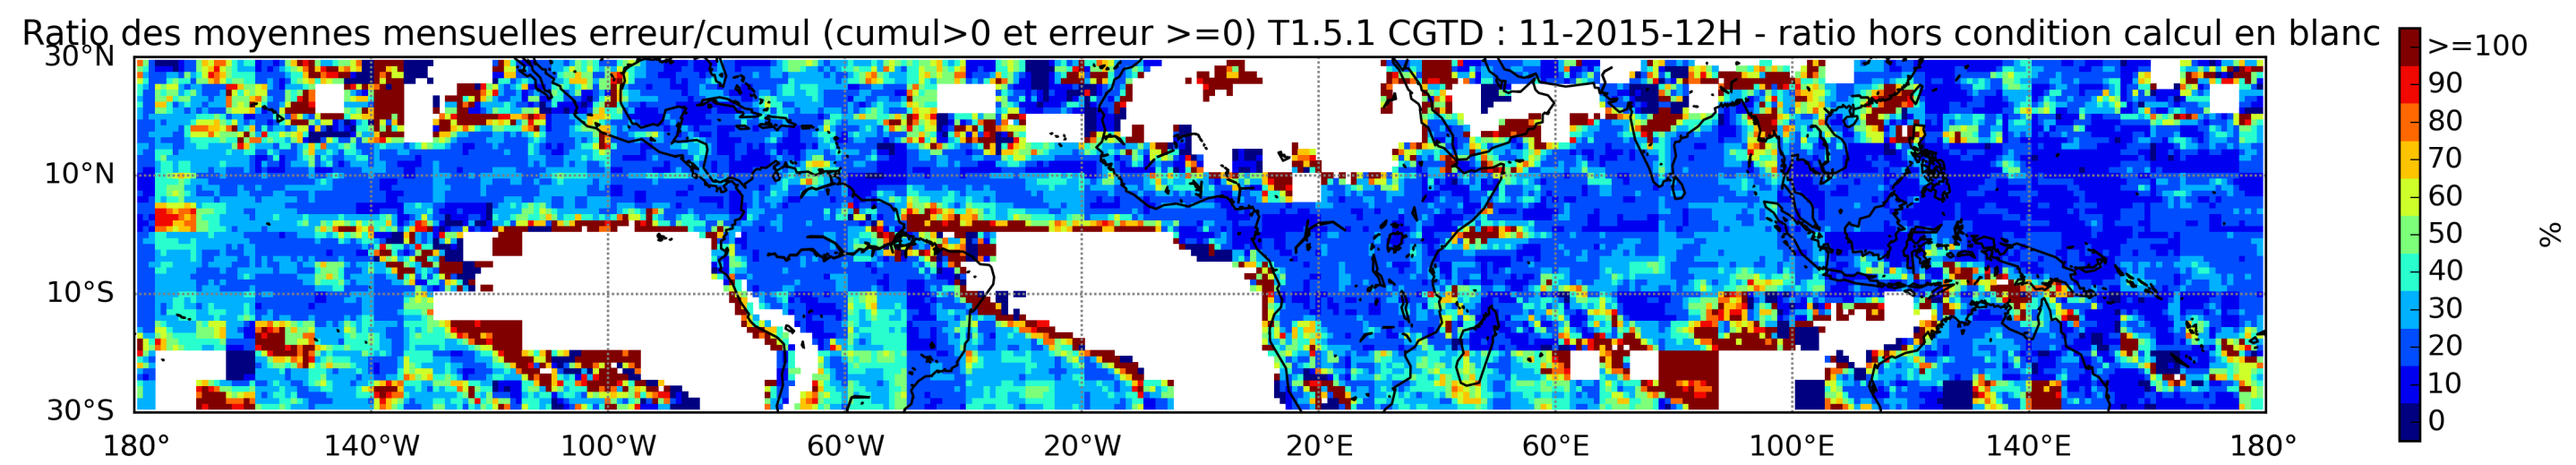 Ratio des moyennes mensuelles erreur/cumul (cumul>0 et erreur >=0) T1.5.1 CGTD : 11-2015-12H - ratio hors condition calcul en blanc
30°N
10°N
10°S
30°S
180°
140°W
100°W
60°W
20°W
20°E
60°E
100°E
140°E
180°
>=100
90
80
70
60
50
40
30
20
10
0
%